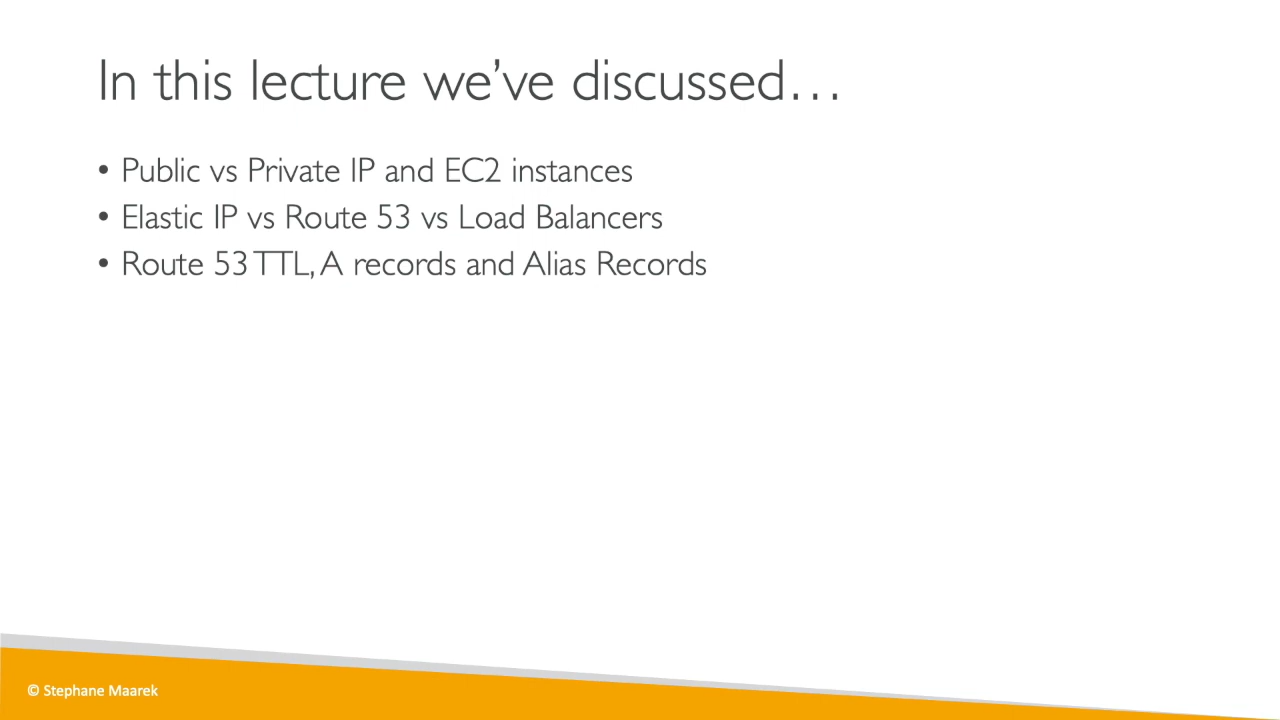 In this lecture we’ve discussed…
• Public vs Private IP and EC2 instances
• Elastic IP vs Route 53 vs Load Balancers
• Route 53 TTL, A records and Alias Records
© Stephane Maarek